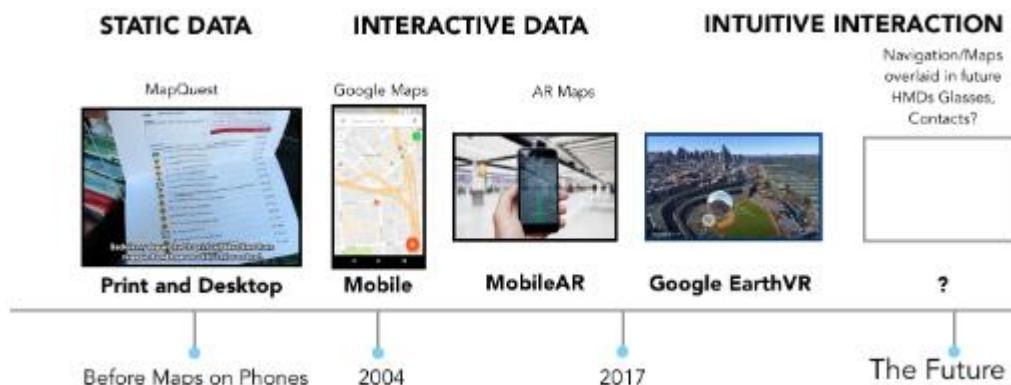 STATIC DATA
INTERACTIVE DATA
INTUITIVE INTERACTION
MapQuest
Google Maps
AR Maps
Navigation/Maps
overlaid in future
HMDs Glasses,
Contacts?
Print and Desktop
Mobile
MobileAR
Google EarthVR
?
Before Maps on Phones
2004
2017
The Future